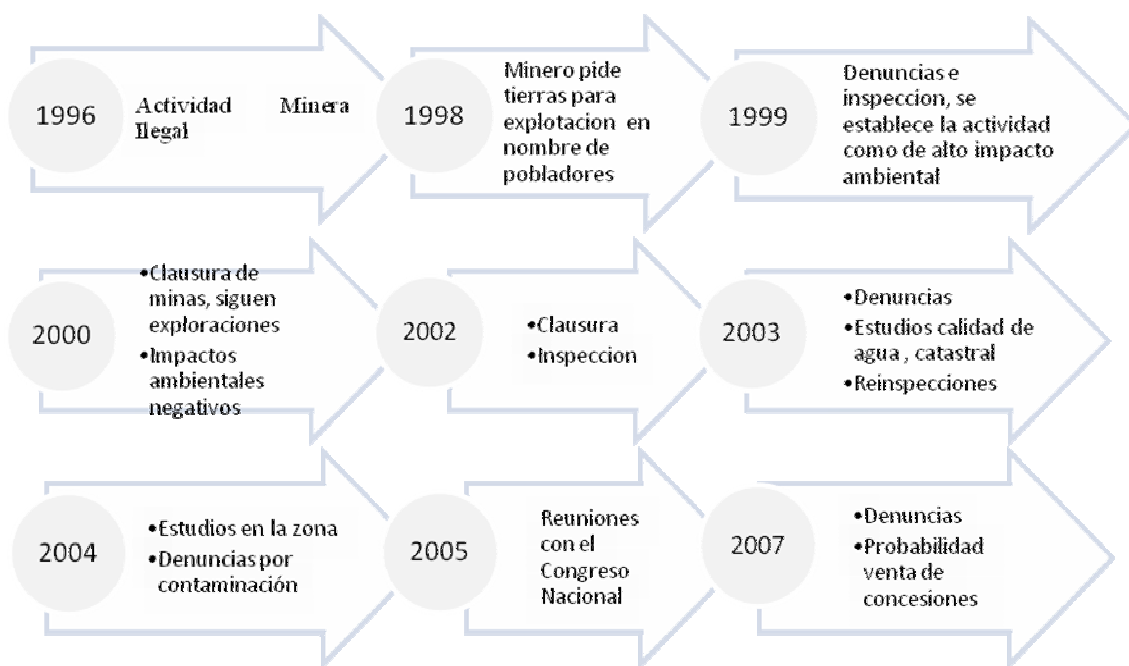 1996
Actividad Minera
Ilegal
1998
Minero pide
tierras para
explotacion en
nombre de
pobladores
1999
Denuncias e
inspeccion, se
establece la actividad
como de alto impacto
ambiental
2000
•Clausura de
minas, siguen
exploraciones
•Impactos
ambientales
negativos
2002
•Clausura
•Inspeccion
2003
•Denuncias
•Estudios calidad de
agua , catastral
•Reinspecciones
2004
•Estudios en la zona
•Denuncias por
contaminación
2005
Reuniones
con el
Congreso
Nacional
2007
•Denuncias
•Probabilidad
venta de
concesiones